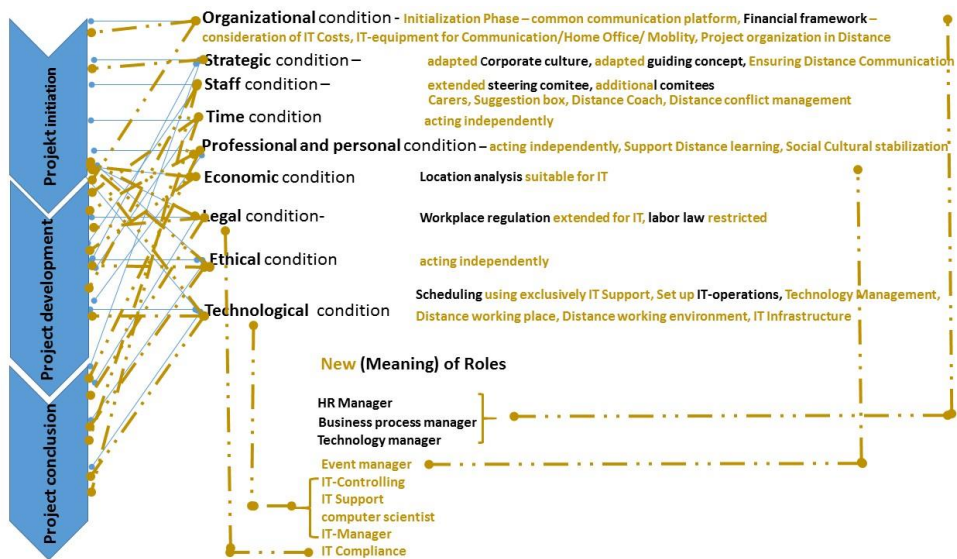 Organizational condition - Initialization Phase – common communication platform, Financial framework –
consideration of IT Costs, IT-equipment for Communication/Home Office/ Moblity, Project organization in Distance
Strategic condition – adapted Corporate culture, adapted guiding concept, Ensuring Distance Communication
Staff condition – extended steering comitee, additional comitees
Carers, Suggestion box, Distance Coach, Distance conflict management
Time condition acting independently
Professional and personal condition – acting independently, Support Distance learning, Social Cultural stabilization
Economic condition Location analysis suitable for IT
Legal condition- Workplace regulation extended for IT, labor law restricted
Ethical condition acting independently
Technological condition Scheduling using exclusively IT Support, Set up IT-operations, Technology Management,
Distance working place, Distance working environment, IT Infrastructure
Projekt initiation
Project development
Project conclusion
New (Meaning) of Roles
HR Manager
Business process manager
Technology manager
Event manager
IT-Controlling
IT Support
computer scientist
IT-Manager
IT Compliance